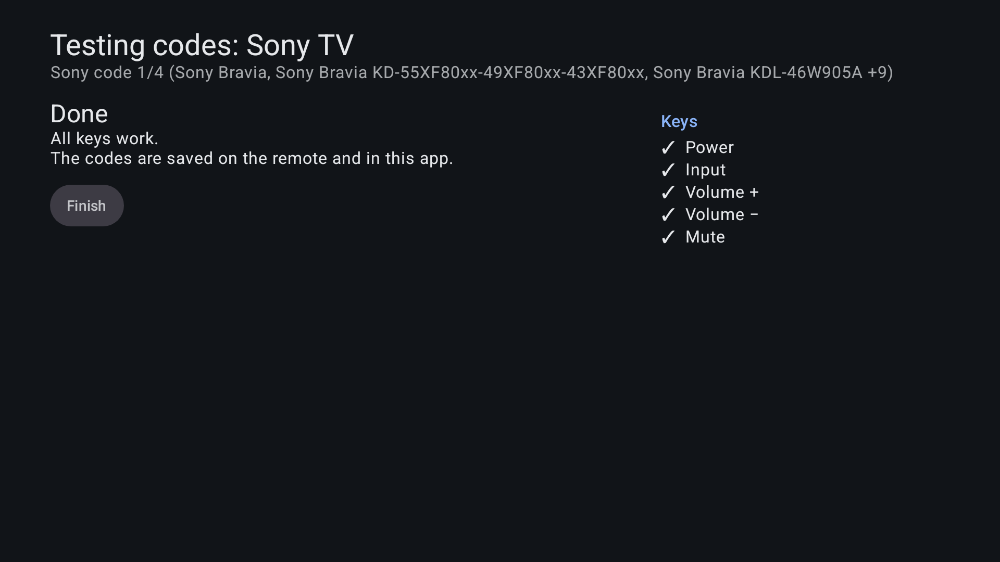 Testing codes: Sony TV
Sony code 1/4 (Sony Bravia, Sony Bravia KD-55XF80xx-49XF80xx-43XF80xx, Sony Bravia KDL-46W905A +9)
Done
All keys work.
The codes are saved on the remote and in this app.
Finish
Keys
✓ Power
✓ Input
✓ Volume +
✓ Volume −
✓ Mute